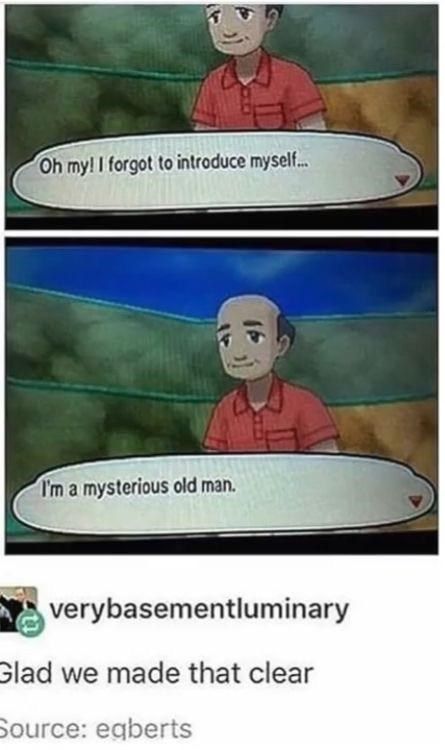 Oh my! I forgot to introduce myself...
I'm a mysterious old man.
verybasementluminary
Glad we made that clear
Source: egberts